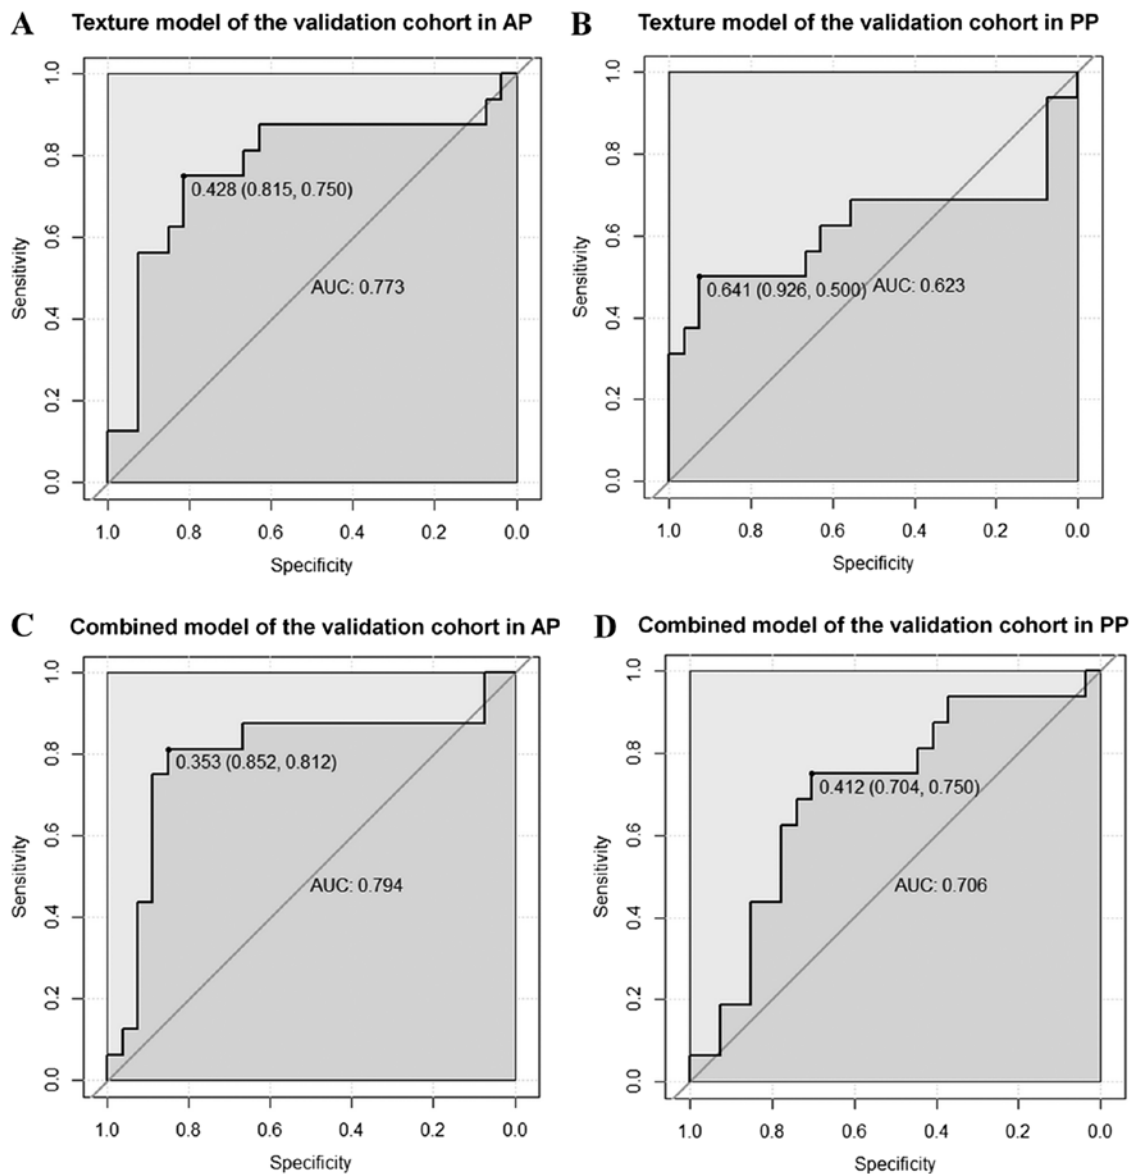 A Texture model of the validation cohort in AP
1.0
0.8
0.6
0.4
0.2
0.0
Sensitivity
0.428 (0.815, 0.750)
AUC: 0.773
1.0 0.8 0.6 0.4 0.2 0.0
Specificity
B Texture model of the validation cohort in PP
1.0
0.8
0.6
0.4
0.2
0.0
Sensitivity
0.641 (0.926, 0.500)
AUC: 0.623
1.0 0.8 0.6 0.4 0.2 0.0
Specificity
C Combined model of the validation cohort in AP
1.0
0.8
0.6
0.4
0.2
0.0
Sensitivity
0.353 (0.852, 0.812)
AUC: 0.794
1.0 0.8 0.6 0.4 0.2 0.0
Specificity
D Combined model of the validation cohort in PP
1.0
0.8
0.6
0.4
0.2
0.0
Sensitivity
0.412 (0.704, 0.750)
AUC: 0.706
1.0 0.8 0.6 0.4 0.2 0.0
Specificity